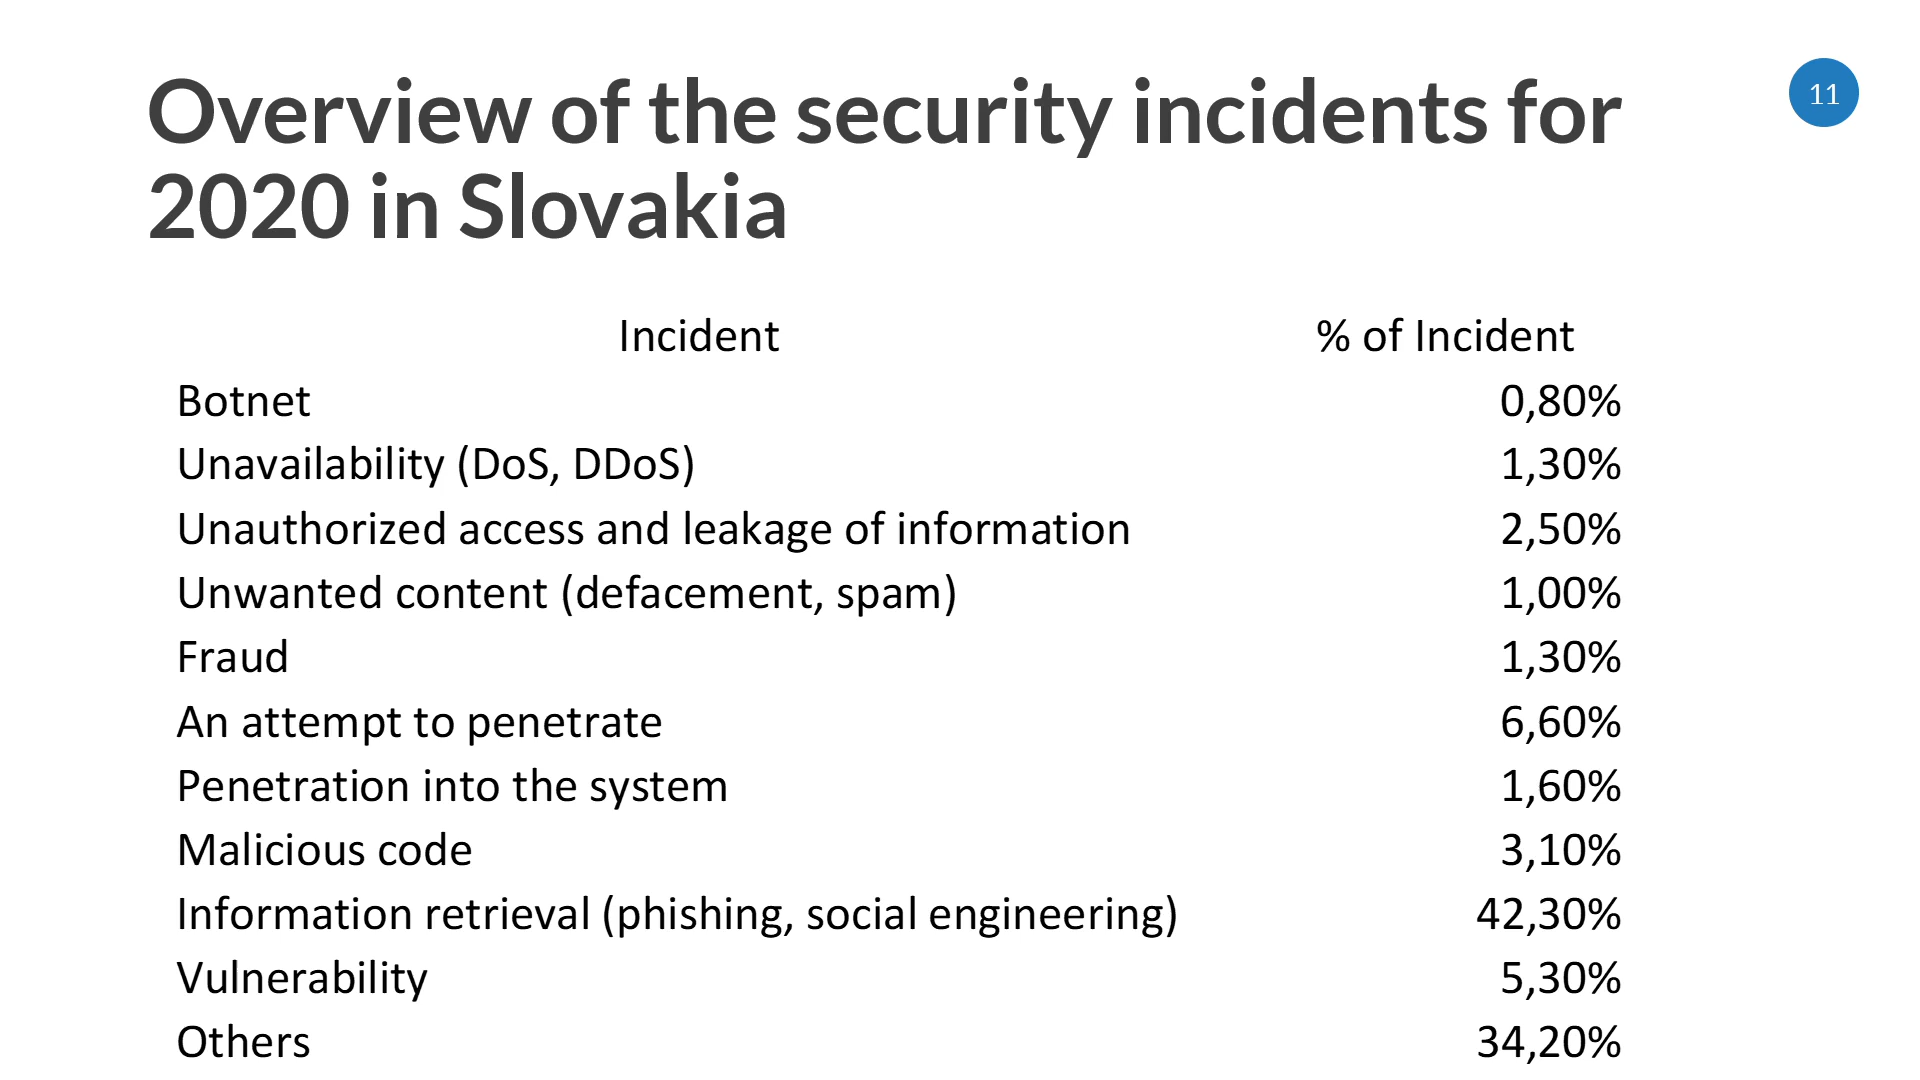 Overview of the security incidents for
2020 in Slovakia
11
Incident % of Incident
Botnet 0,80%
Unavailability (DoS, DDoS) 1,30%
Unauthorized access and leakage of information 2,50%
Unwanted content (defacement, spam) 1,00%
Fraud 1,30%
An attempt to penetrate 6,60%
Penetration into the system 1,60%
Malicious code 3,10%
Information retrieval (phishing, social engineering) 42,30%
Vulnerability 5,30%
Others 34,20%